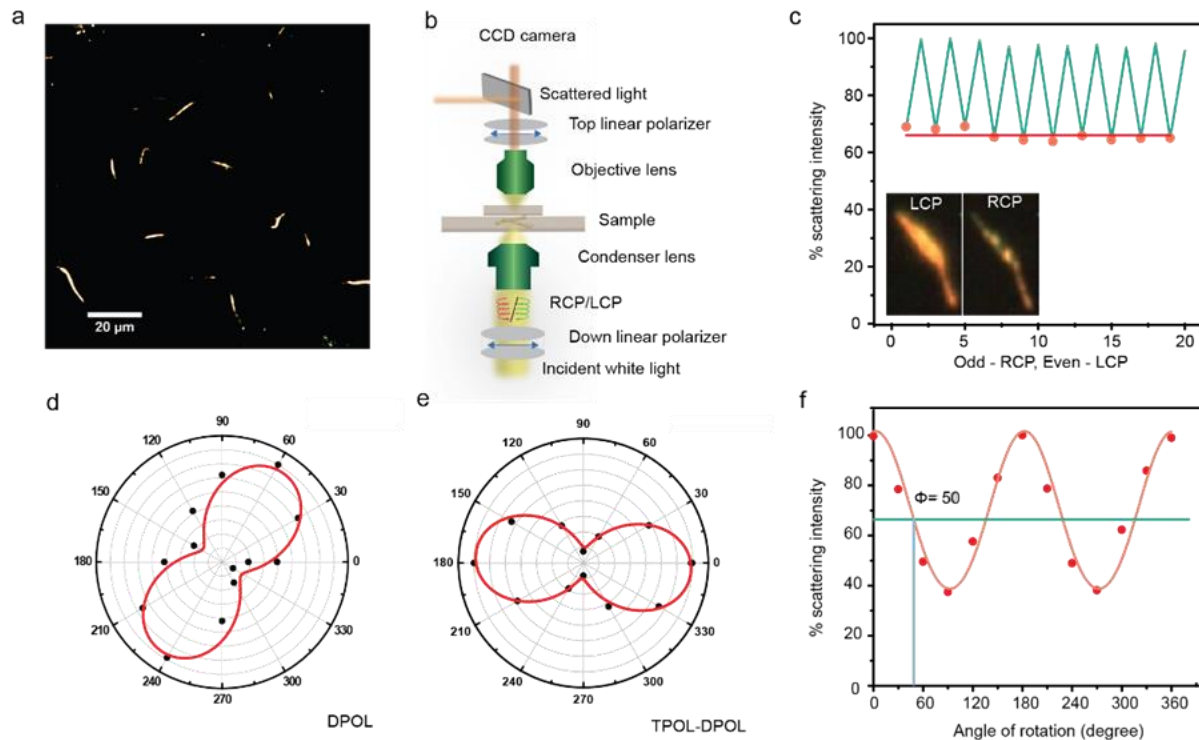 a
20 µm
b
CCD camera
Scattered light
Top linear polarizer
Objective lens
Sample
Condenser lens
RCP/LCP
Down linear polarizer
Incident white light
c
100
80
60
40
20
0
% scattering intensity
LCP
RCP
0
5
10
15
20
Odd - RCP, Even - LCP
d
90
120
60
150
30
180
0
210
330
240
300
270
DPOL
e
90
120
60
150
30
180
0
210
330
240
300
270
TPOL-DPOL
f
100
80
60
40
20
0
% scattering intensity
Φ= 50
0
60
120
180
240
300
360
Angle of rotation (degree)